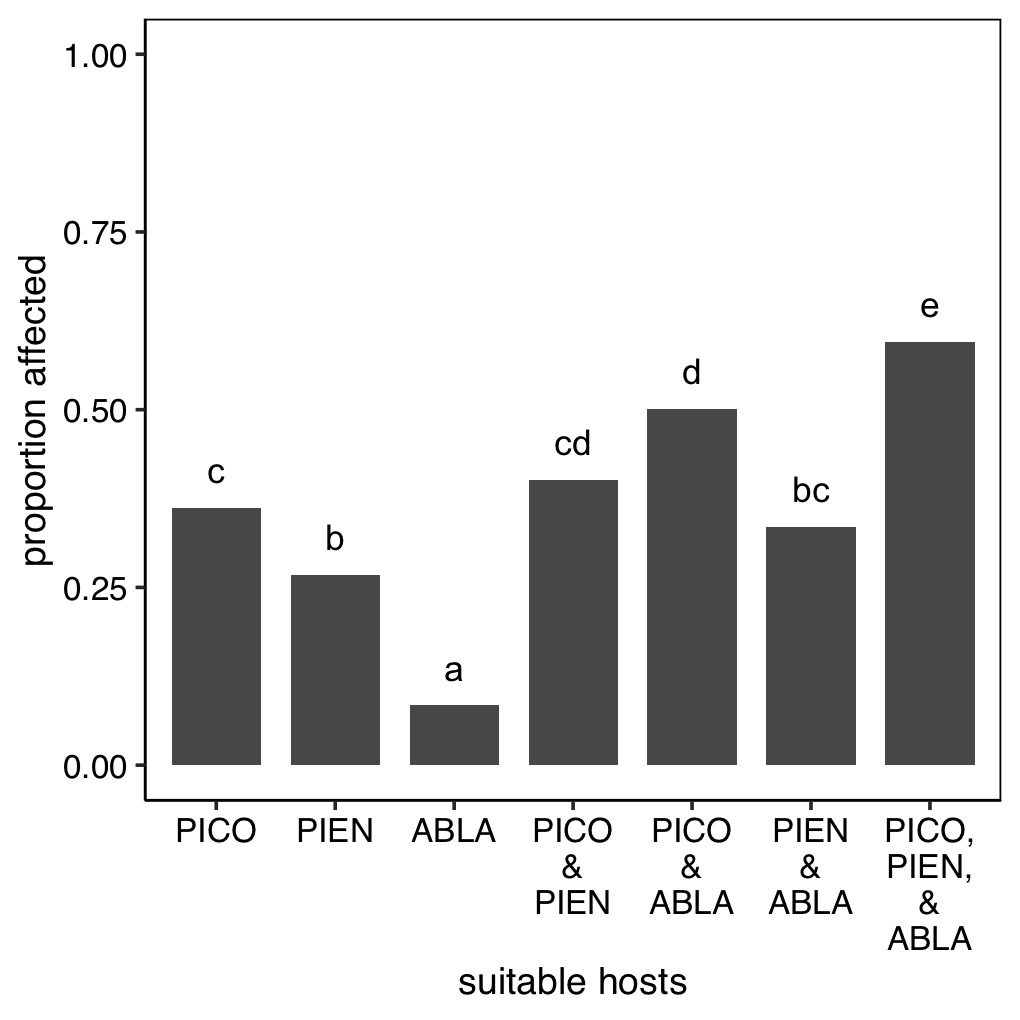 1.00
0.75
0.50
0.25
0.00
proportion affected
c
b
a
cd
d
bc
e
PICO
PIEN
ABLA
PICO
&
PIEN
PICO
&
ABLA
PIEN
&
ABLA
PICO,
PIEN,
&
ABLA
suitable hosts